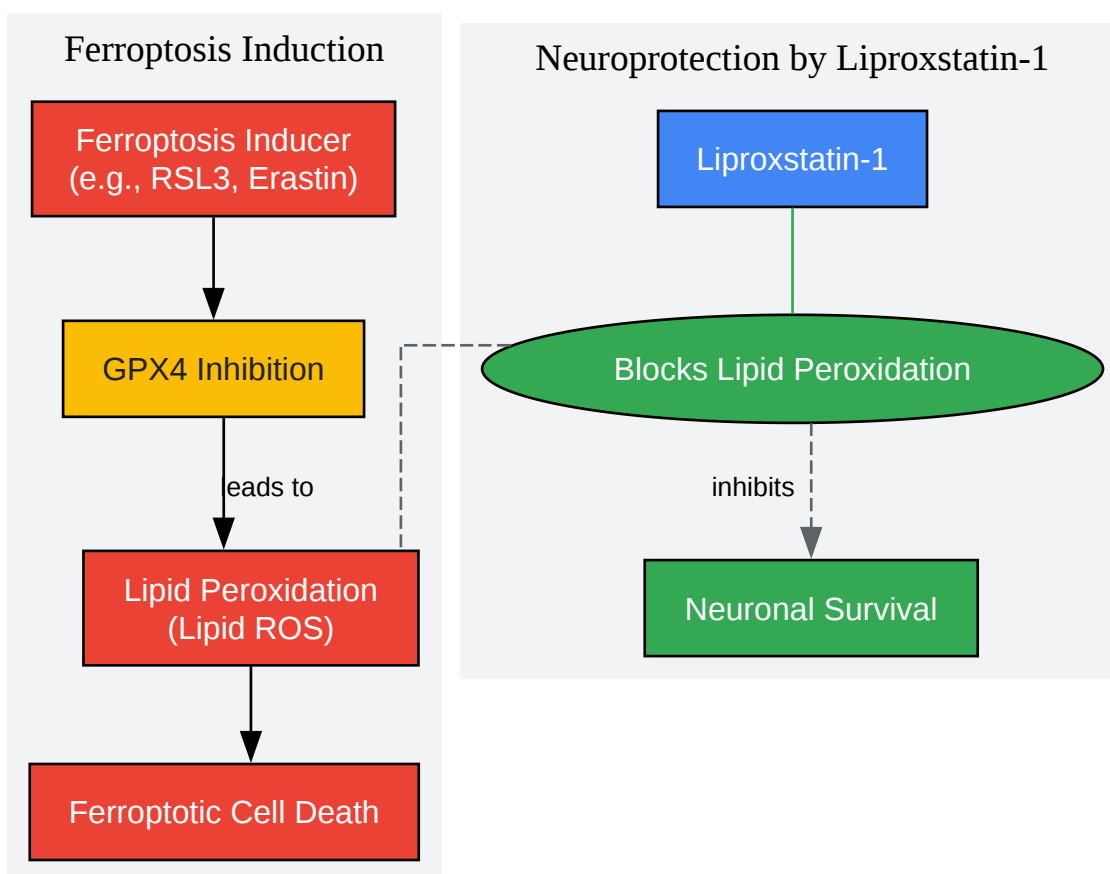 Ferroptosis Induction
Ferroptosis Inducer
(e.g., RSL3, Erastin)
GPX4 Inhibition
leads to
Lipid Peroxidation
(Lipid ROS)
Ferroptotic Cell Death
Neuroprotection by Liproxstatin-1
Liproxstatin-1
Blocks Lipid Peroxidation
inhibits
Neuronal Survival